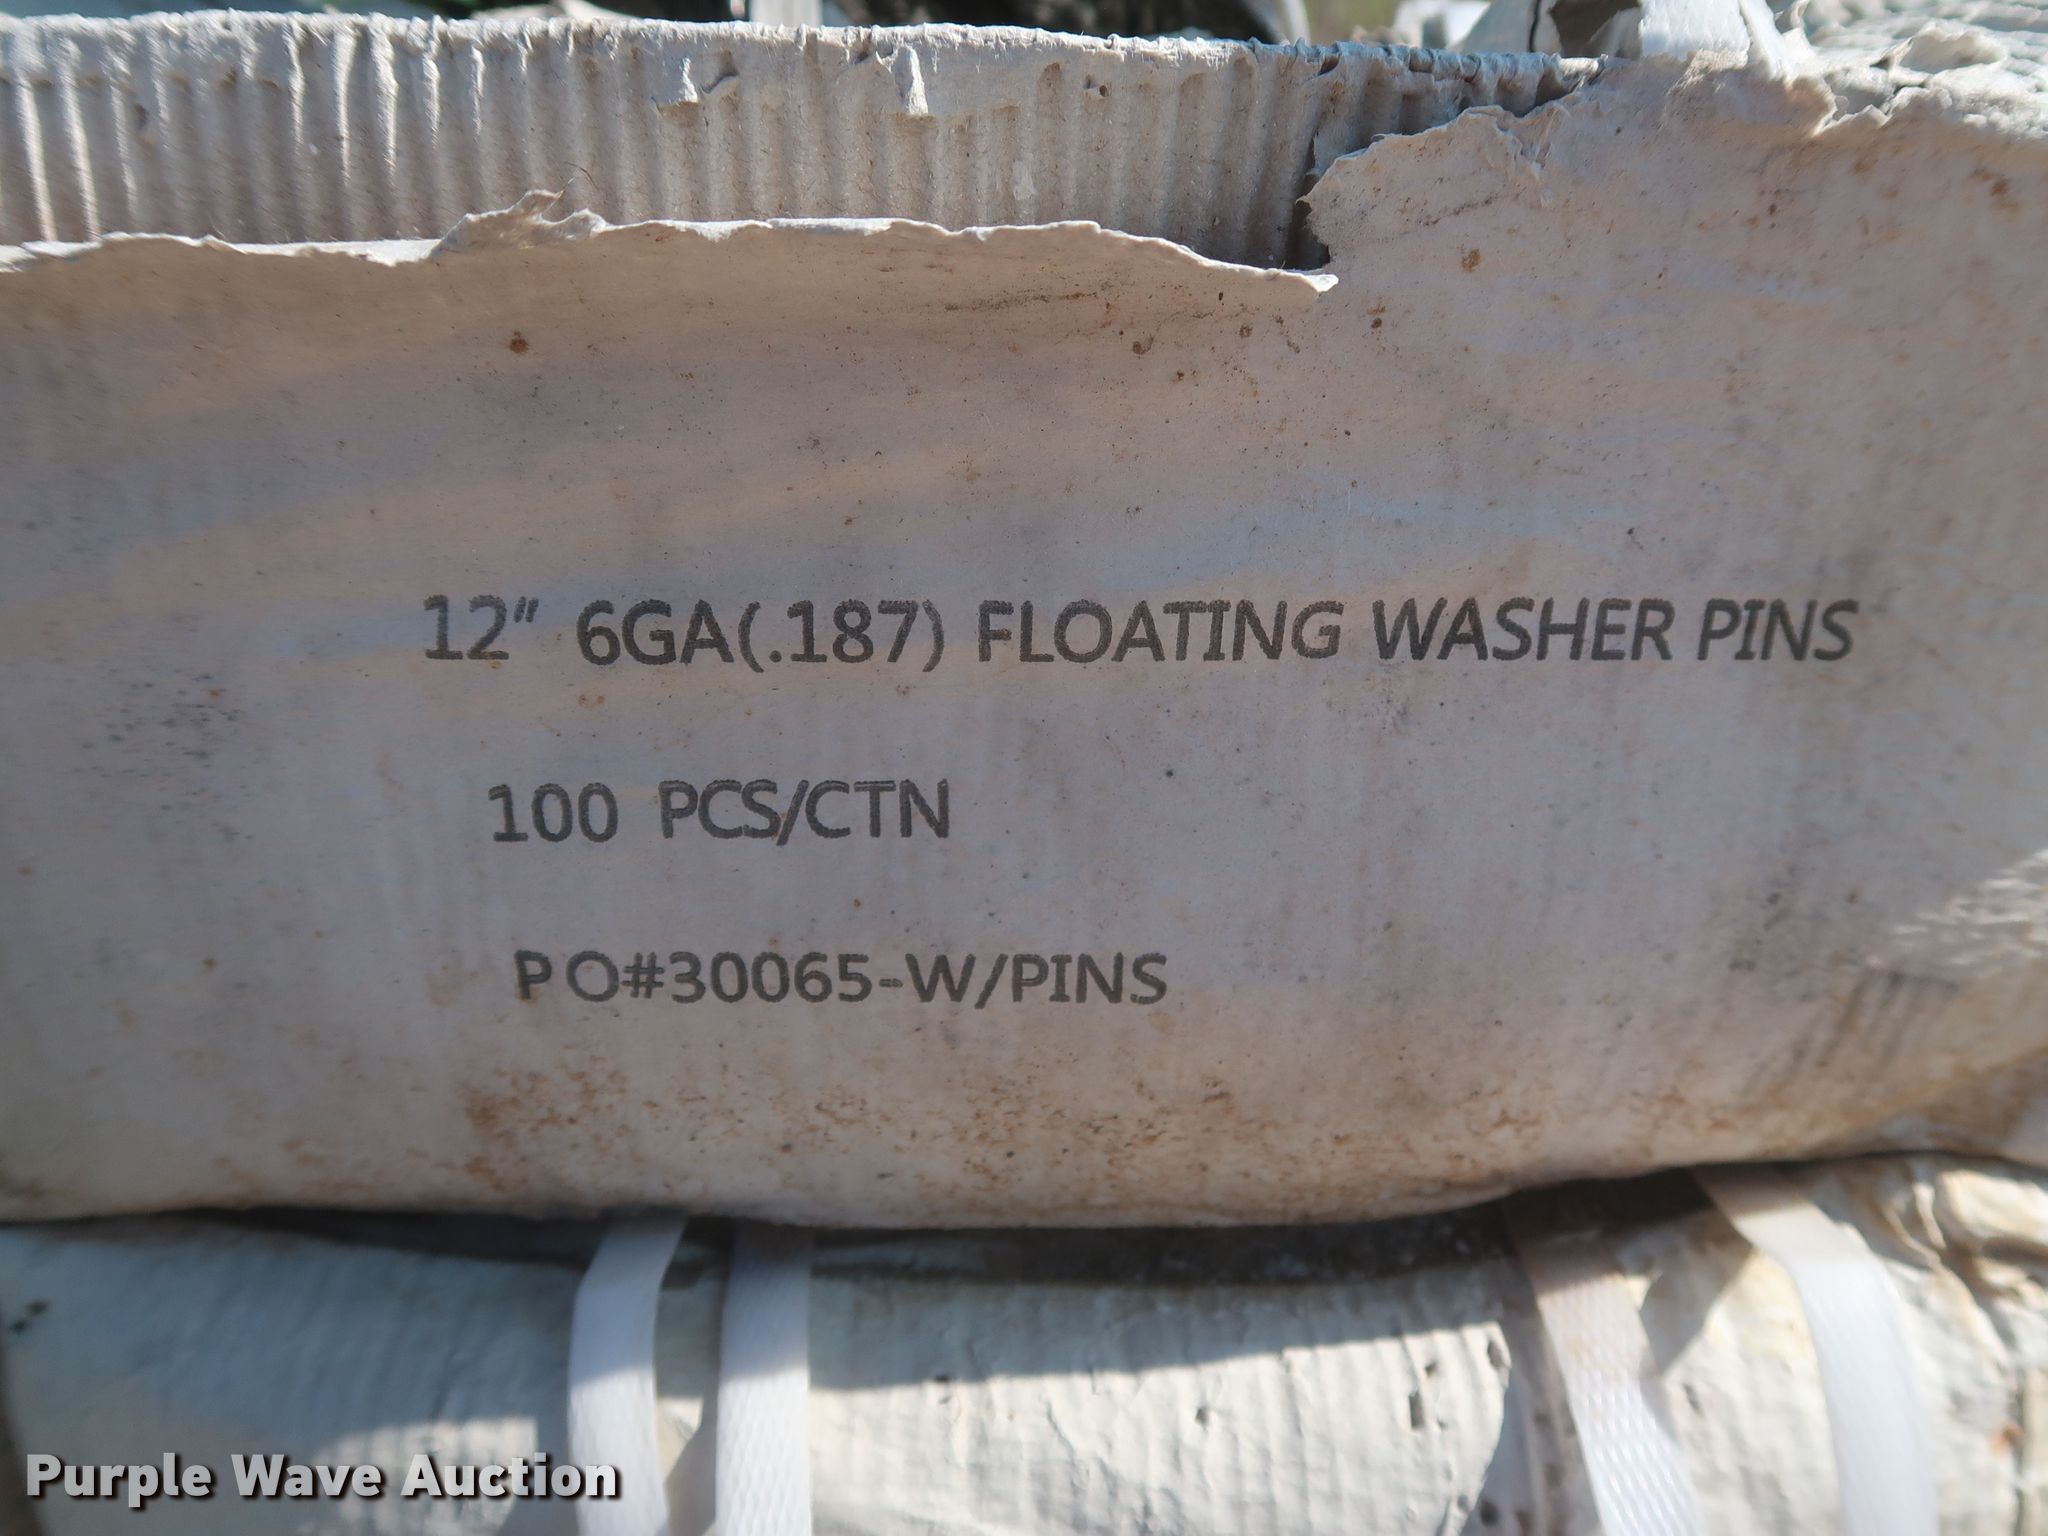 12" 6GA(.187) FLOATING WASHER PINS
100 PCS/CTN
PO#30065-W/PINS
Purple Wave Auction